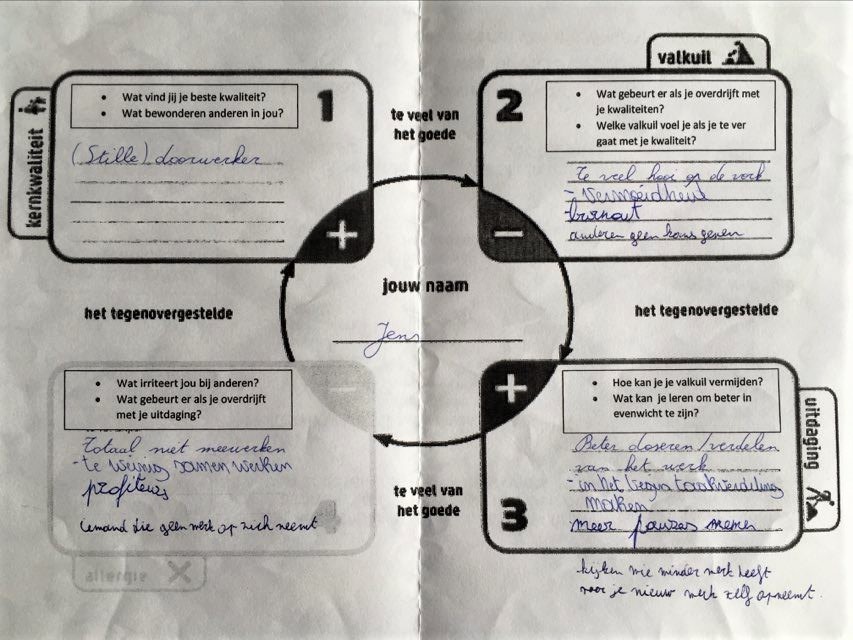 kernkwaliteit
• Wat vind jij je beste kwaliteit?
• Wat bewonderen anderen in jou?
1
(Stille) doorwerker
+
te veel van
het goede
valkuil
2
• Wat gebeurt er als je overdrijft met
je kwaliteiten?
• Welke valkuil voel je als je te ver
gaat met je kwaliteit?
te veel hooi op de vork
- vermoeidheid
- burnout
anderen geen kans geven
−
jouw naam
Jens
het tegenovergestelde
het tegenovergestelde
• Wat irriteert jou bij anderen?
• Wat gebeurt er als je overdrijft
met je uitdaging?
−
Totaal niet meewerken
- te weinig samen werken
profiteurs
iemand die geen werk op zich neemt
4
allergie
te veel van
het goede
+
• Hoe kan je je valkuil vermijden?
• Wat kan je leren om beter in
evenwicht te zijn?
uitdaging
Beter doseren/verdelen
van het werk
- in het begin taakverdeling
maken
meer pauzes nemen
3
kijken wie minder werk heeft
voor je nieuw werk zelf opneemt.